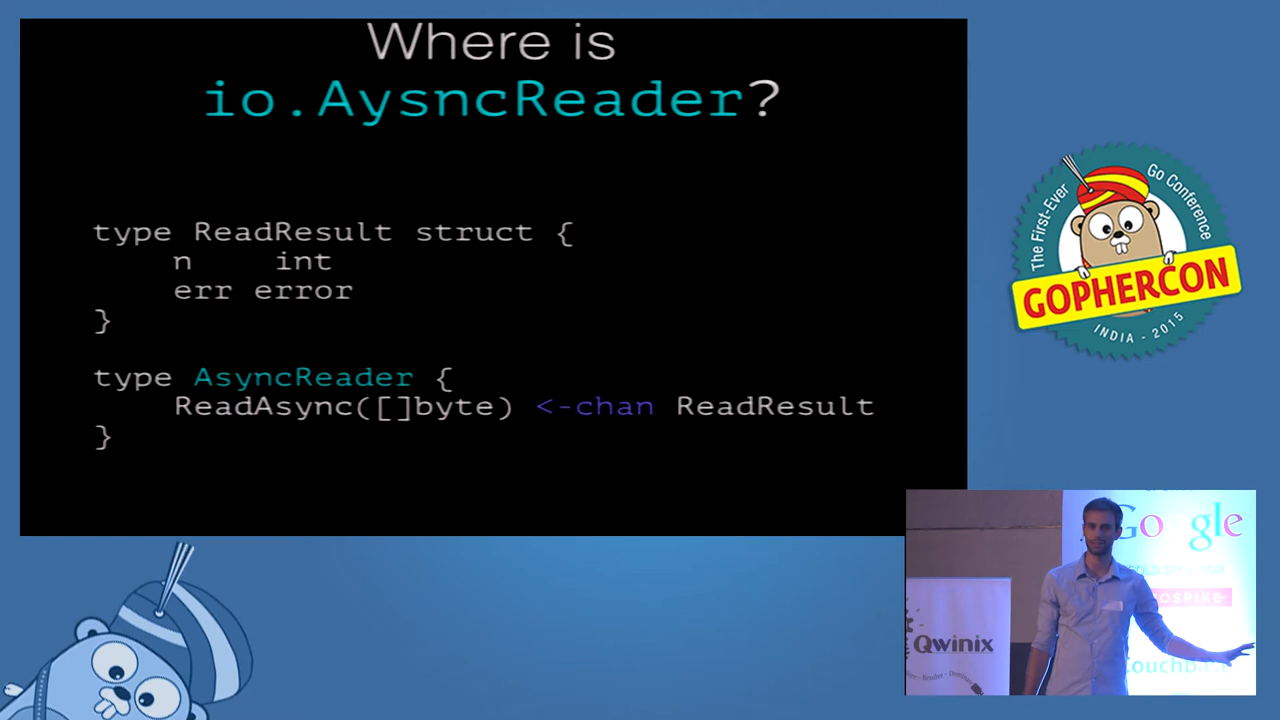 Where is
io.AysncReader?
type ReadResult struct {
n int
err error
}
type AsyncReader {
ReadAsync([]byte) <-chan ReadResult
}
The First-Ever
Go Conference
GOPHERCON
INDIA - 2015
Google
Qwinix